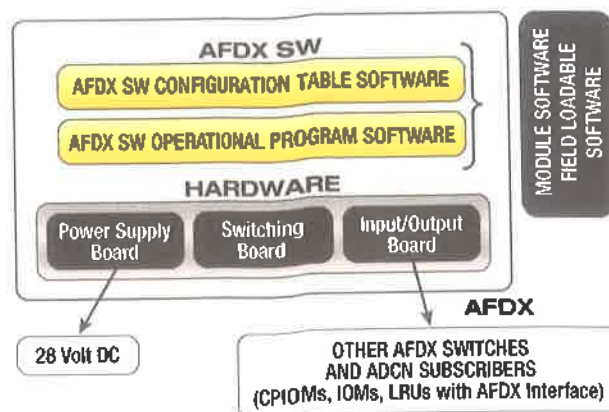 AFDX SW
AFDX SW CONFIGURATION TABLE SOFTWARE
AFDX SW OPERATIONAL PROGRAM SOFTWARE
MODULE SOFTWARE
FIELD LOADABLE
SOFTWARE
HARDWARE
Power Supply
Board
Switching
Board
Input/Output
Board
AFDX
28 Volt DC
OTHER AFDX SWITCHES
AND ADCN SUBSCRIBERS
(CPIOMs, IOMs, LRUs with AFDX Interface)